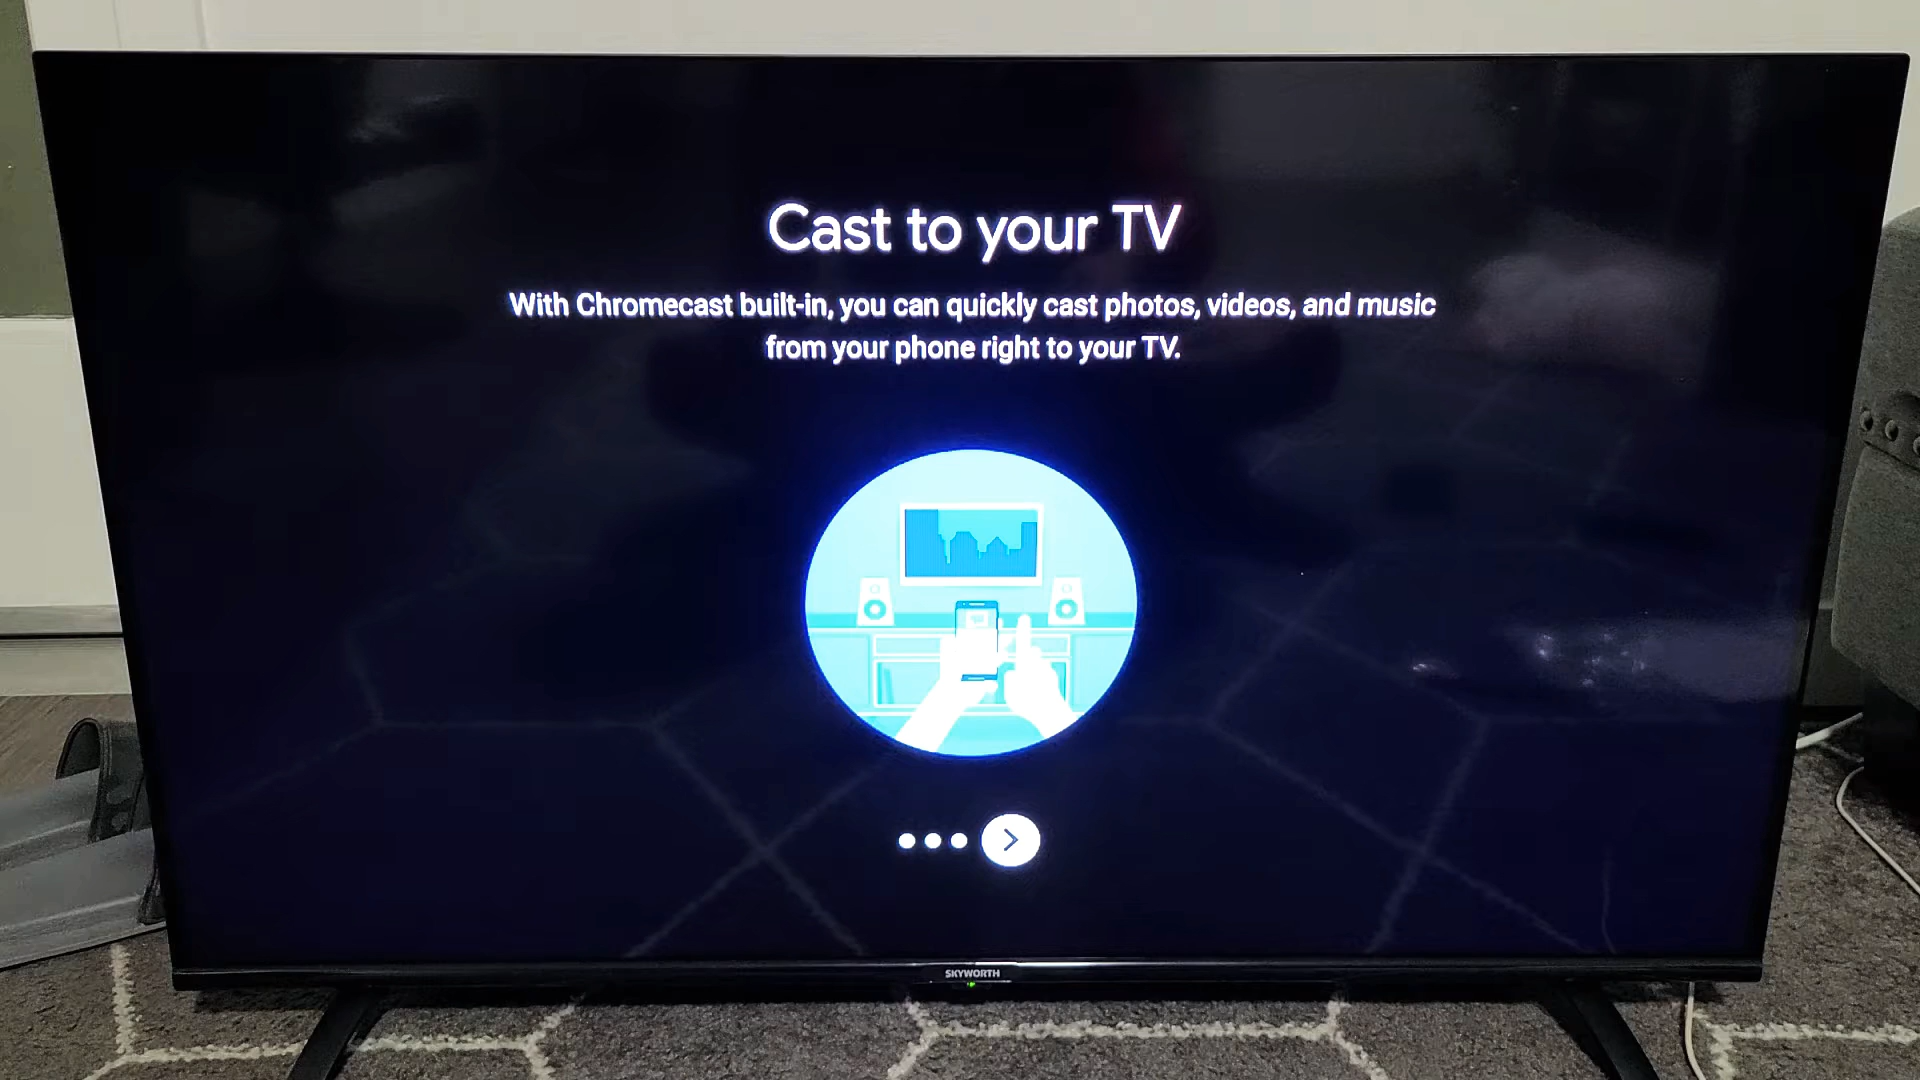 Cast to your TV
With Chromecast built-in, you can quickly cast photos, videos, and music
from your phone right to your TV.
SKYWORTH